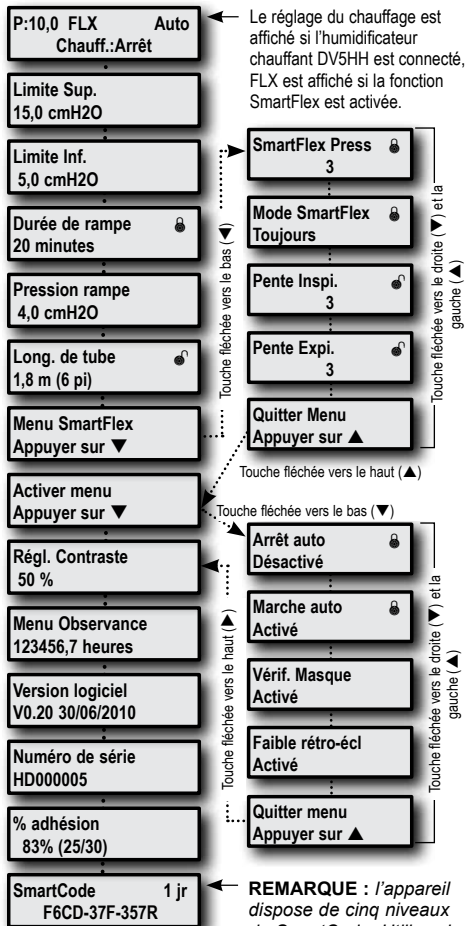 P:10,0 FLX Auto
Chauff.:Arrêt
Le réglage du chauffage est
affiché si l'humidificateur
chauffant DV5HH est connecté,
FLX est affiché si la fonction
SmartFlex est activée.
Limite Sup.
15,0 cmH2O
Limite Inf.
5,0 cmH2O
Durée de rampe
20 minutes
Pression rampe
4,0 cmH2O
Long. de tube
1,8 m (6 pi)
Menu SmartFlex
Appuyer sur ▼
Touche fléchée vers le bas (▼)
SmartFlex Press
3
Mode SmartFlex
Toujours
Pente Inspi.
3
Pente Expi.
3
Quitter Menu
Appuyer sur ▲
Touche fléchée vers le droite (▼) et la
gauche (▲)
Touche fléchée vers le haut (▲)
Activer menu
Appuyer sur ▼
Touche fléchée vers le bas (▼)
Régl. Contraste
50 %
Menu Observance
123456,7 heures
Version logiciel
V0.20 30/06/2010
Numéro de série
HD000005
% adhésion
83% (25/30)
SmartCode 1 jr
F6CD-37F-357R
Touche fléchée vers le haut (▲)
Arrêt auto
Désactivé
Marche auto
Activé
Vérif. Masque
Activé
Faible rétro-écl
Activé
Quitter menu
Appuyer sur ▲
Touche fléchée vers le droite (▼) et la
gauche (▲)
REMARQUE : l'appareil
dispose de cinq niveaux